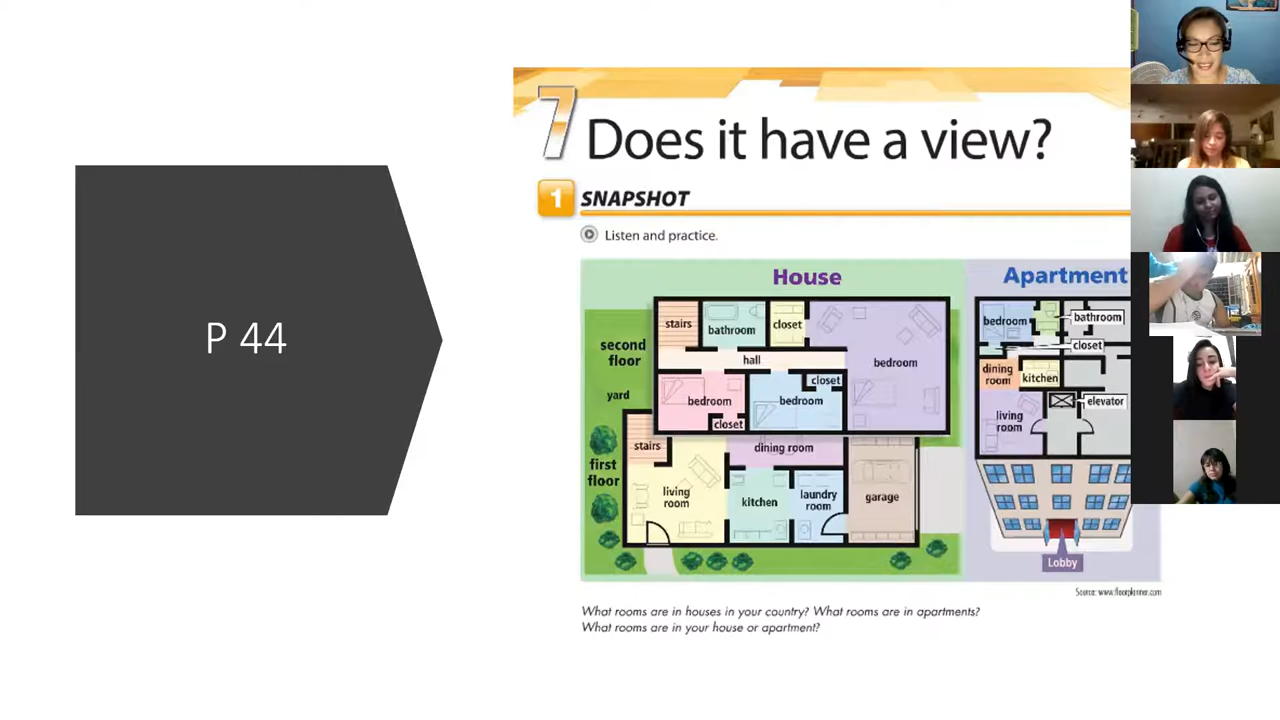 P 44
7 Does it have a view?
1 SNAPSHOT
Listen and practice.
House
second
floor
yard
first
floor
stairs
bathroom
closet
hall
bedroom
bedroom
closet
bedroom
closet
stairs
dining room
living
room
kitchen
laundry
room
garage
Apartment
bedroom
bathroom
closet
dining
room
kitchen
elevator
living
room
Lobby
Source: www.floorplanner.com
What rooms are in houses in your country? What rooms are in apartments?
What rooms are in your house or apartment?